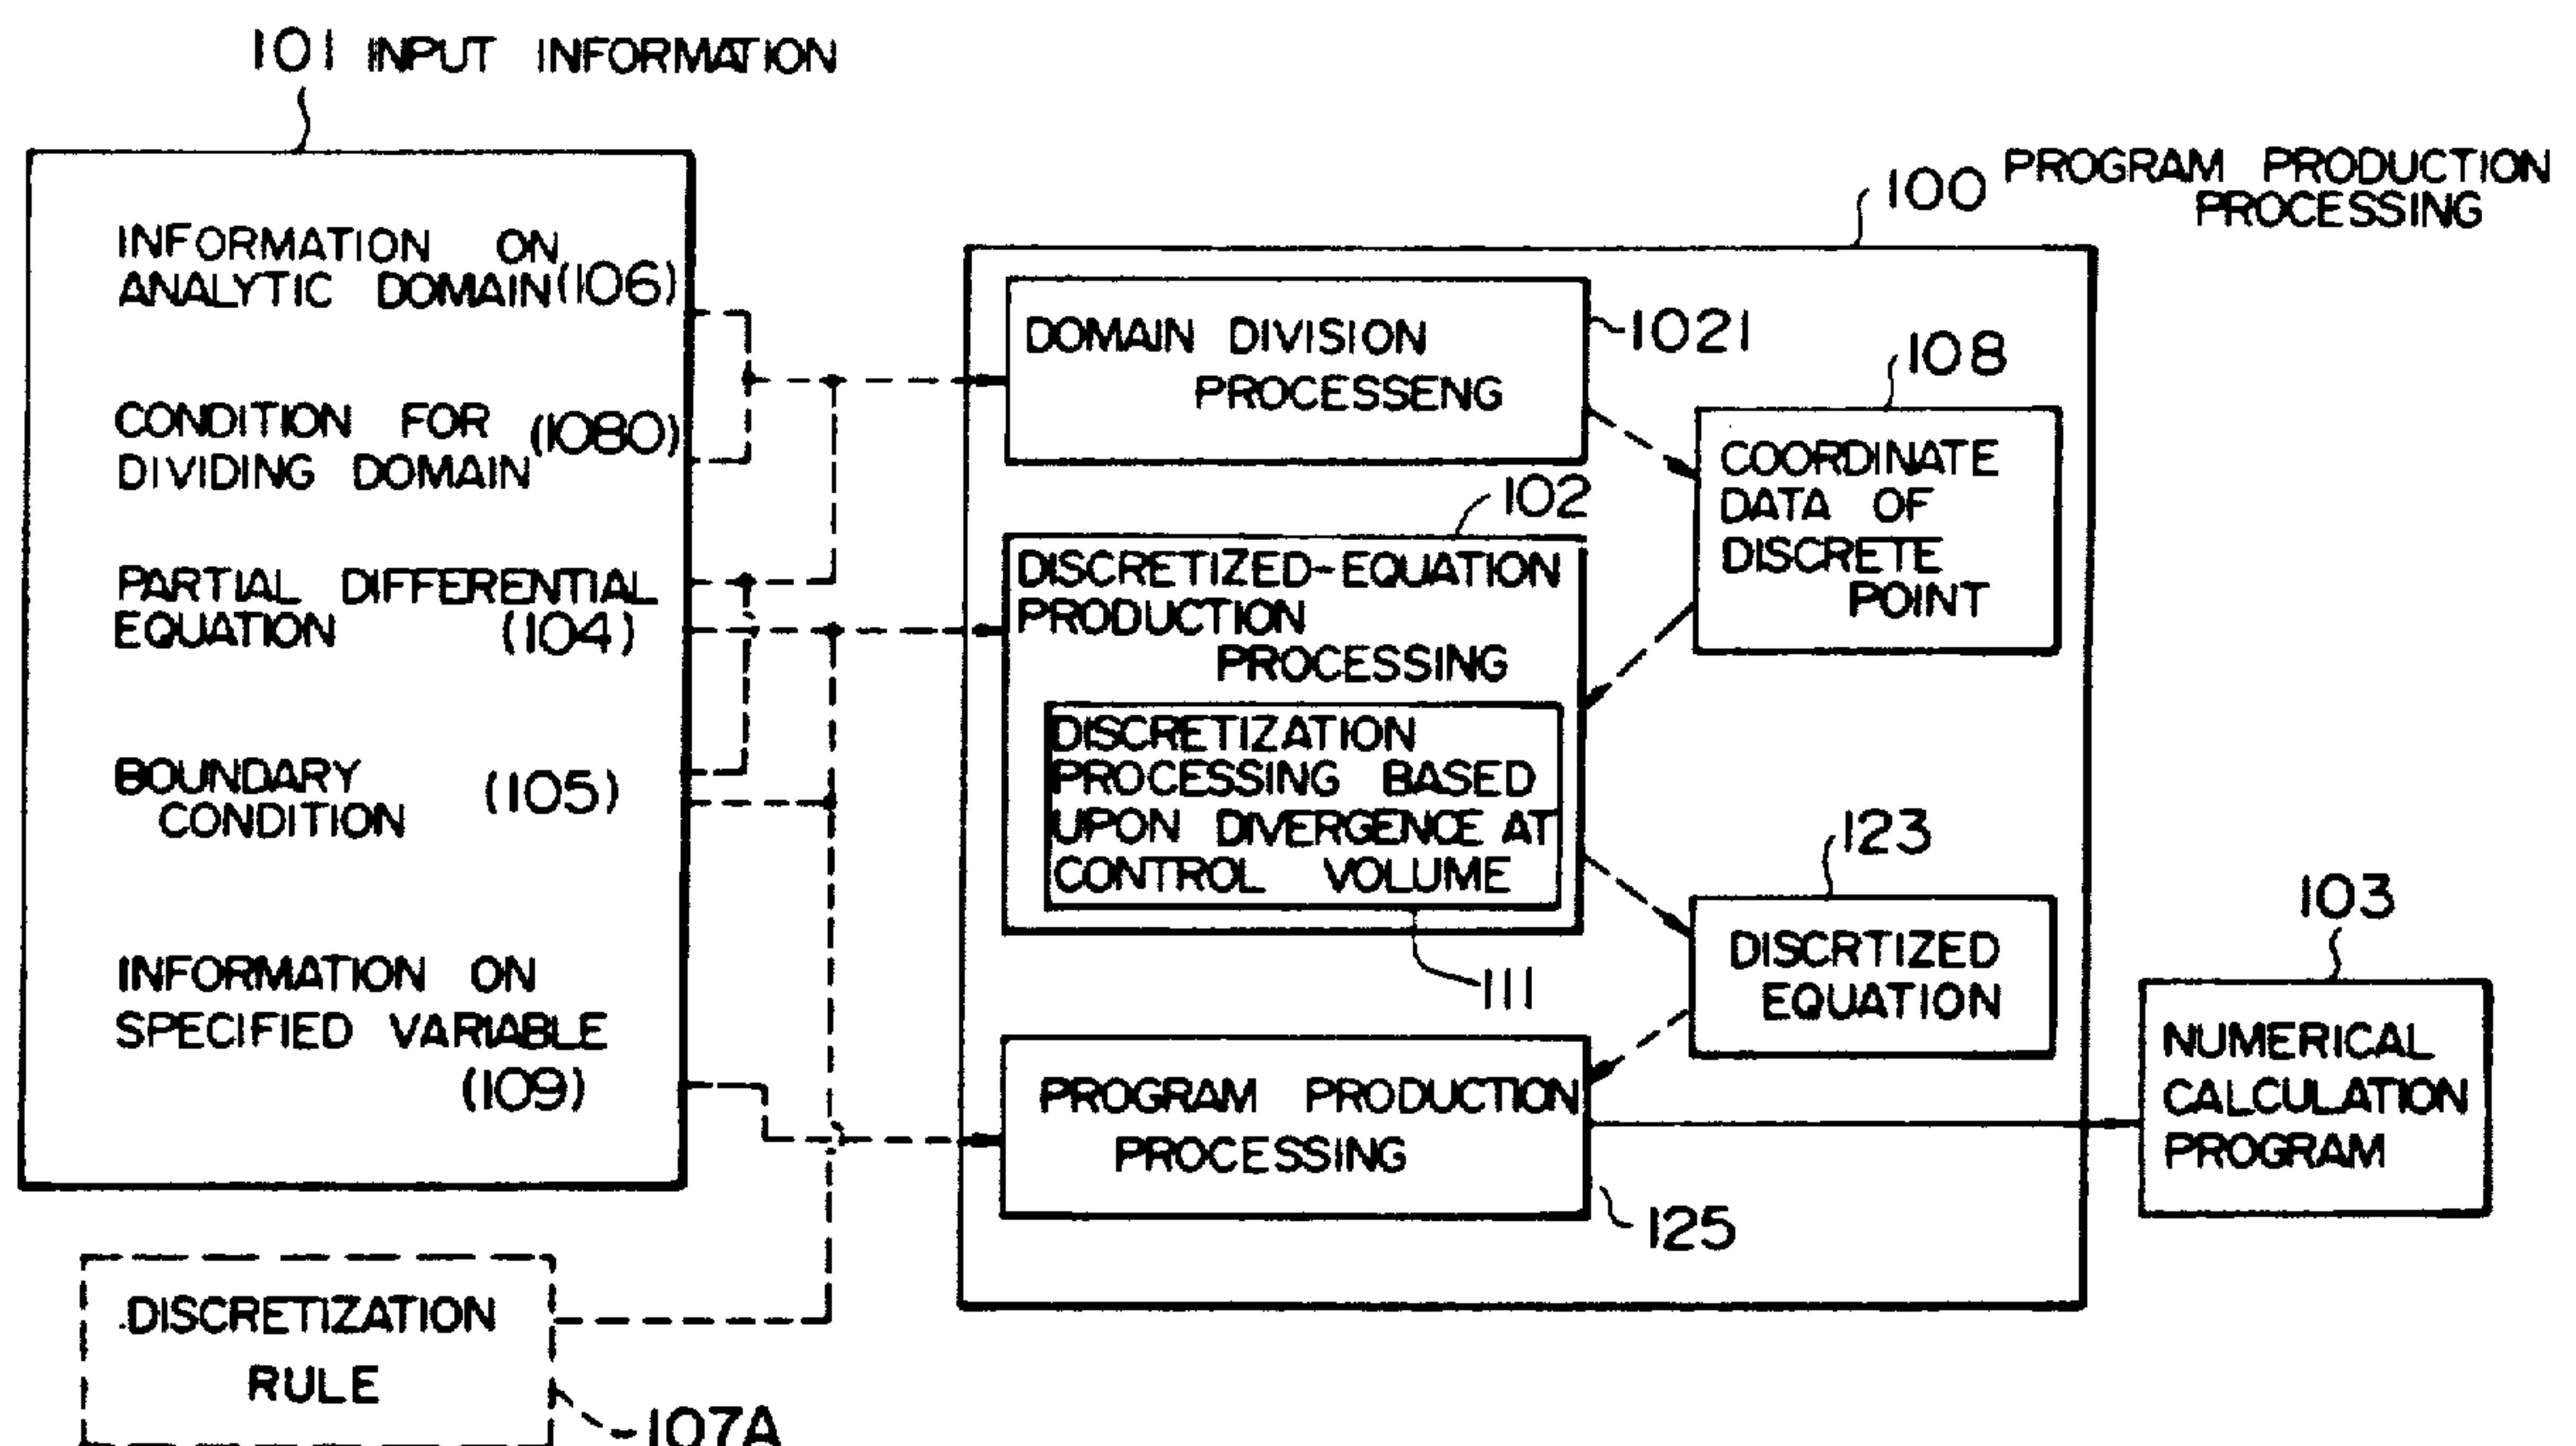 101 INPUT INFORMATION
INFORMATION ON
ANALYTIC DOMAIN (106)
CONDITION FOR
DIVIDING DOMAIN (1080)
PARTIAL DIFFERENTIAL
EQUATION (104)
BOUNDARY
CONDITION (105)
INFORMATION ON
SPECIFIED VARIABLE
(109)
DISCRETIZATION
RULE
107A
100 PROGRAM PRODUCTION
PROCESSING
DOMAIN DIVISION
PROCESSENG
1021
108
COORDINATE
DATA OF
DISCRETE
POINT
102
DISCRETIZED-EQUATION
PRODUCTION
PROCESSING
DISCRETIZATION
PROCESSING BASED
UPON DIVERGENCE AT
CONTROL VOLUME
111
123
DISCRTIZED
EQUATION
PROGRAM PRODUCTION
PROCESSING
125
103
NUMERICAL
CALCULATION
PROGRAM